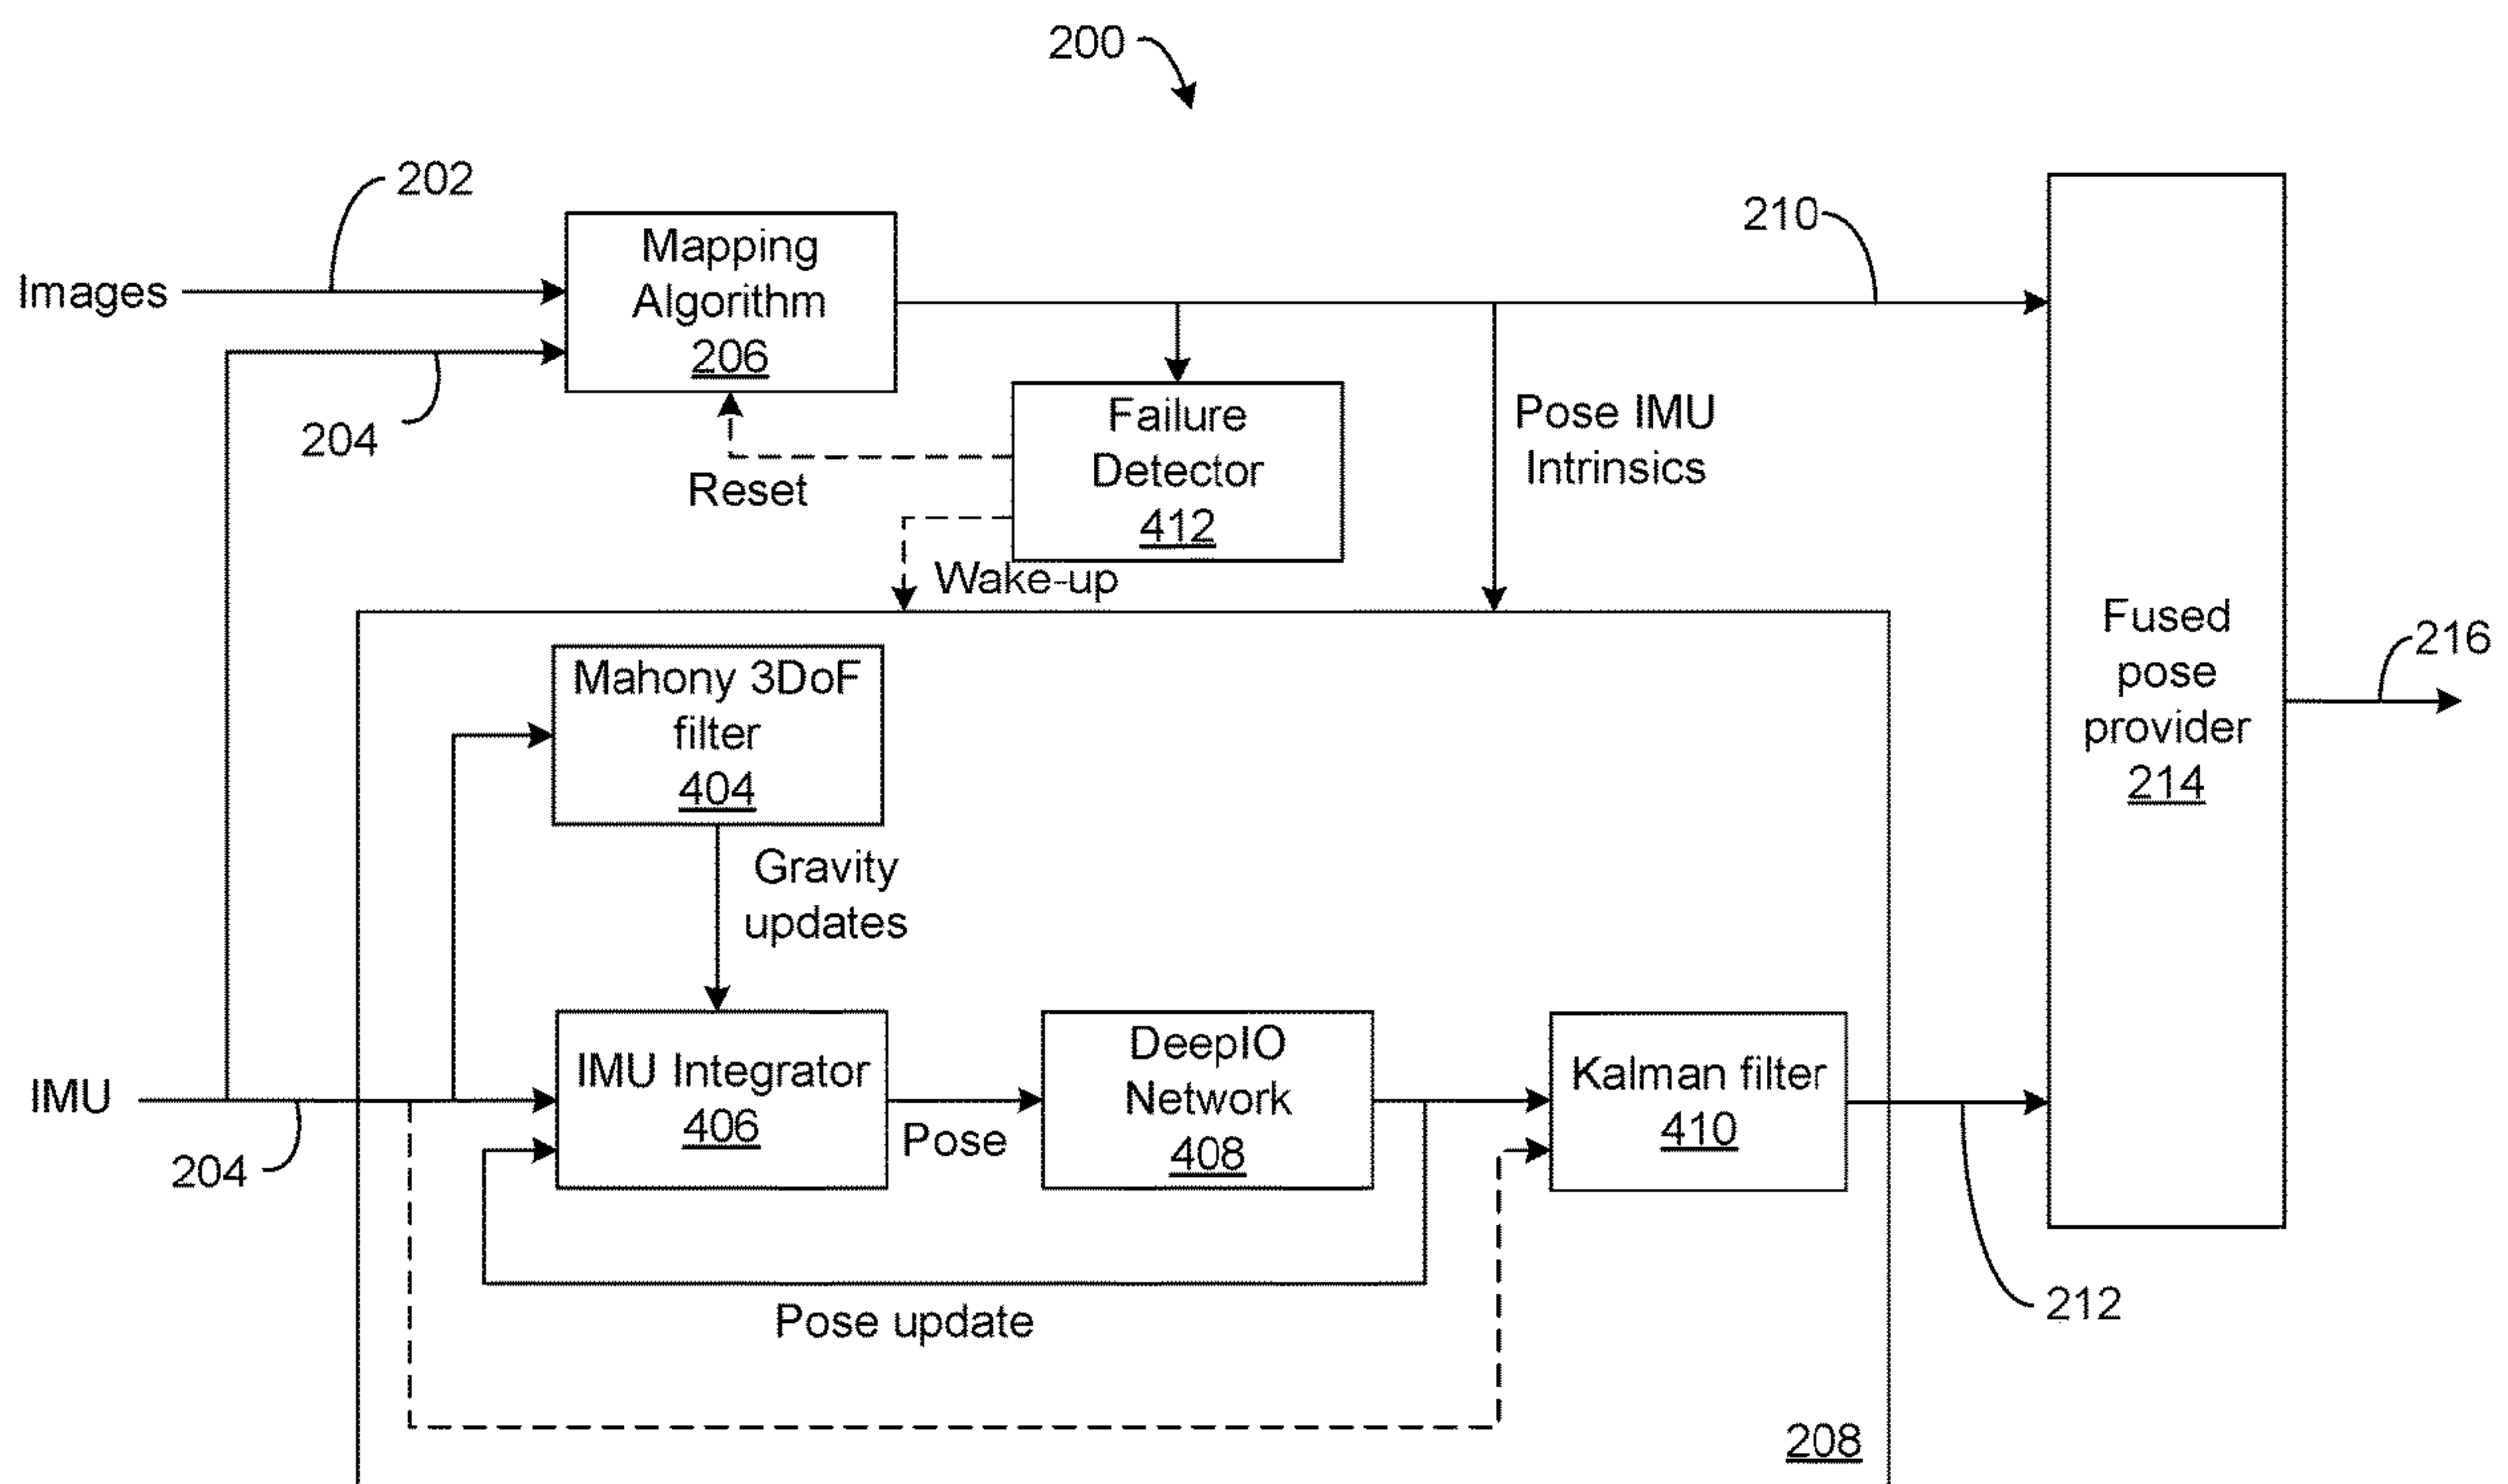 200
202
Images
204
Mapping
Algorithm
206
210
Failure
Detector
412
Reset
Wake-up
Pose IMU
Intrinsics
Fused
pose
provider
214
216
Mahony 3DoF
filter
404
Gravity
updates
IMU
204
IMU Integrator
406
Pose
DeepIO
Network
408
Kalman filter
410
212
Pose update
208